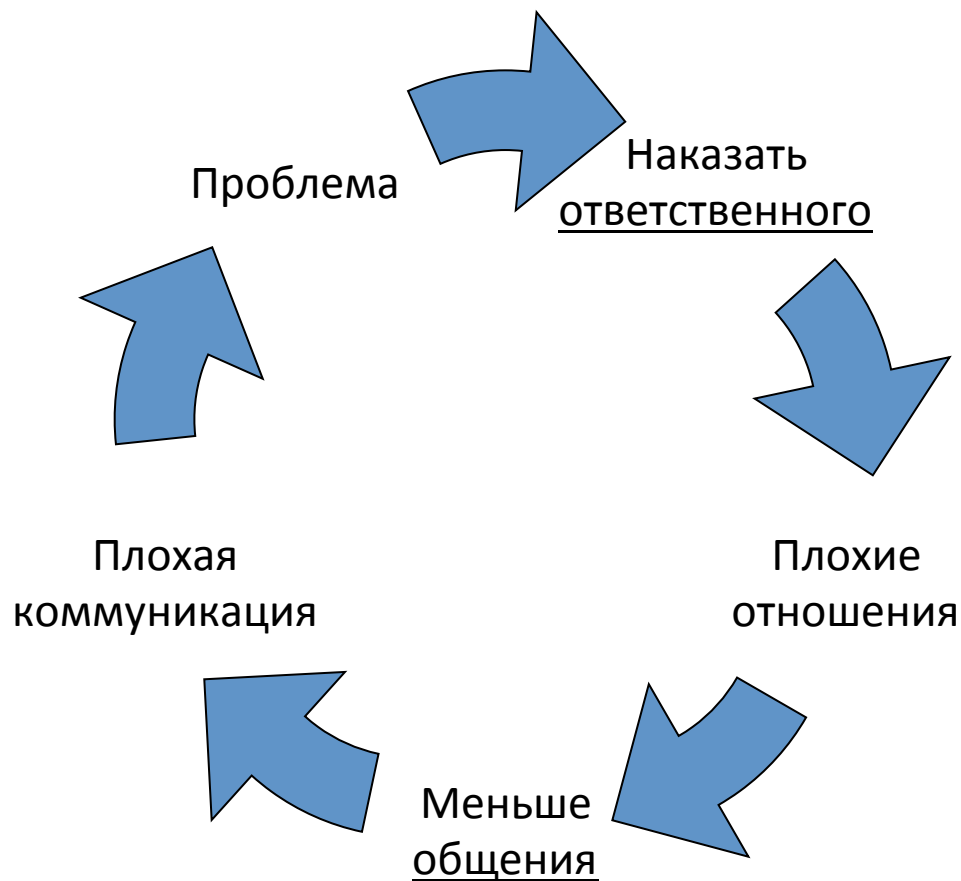 Проблема
Наказать
ответственного
Плохие
отношения
Меньше
общения
Плохая
коммуникация